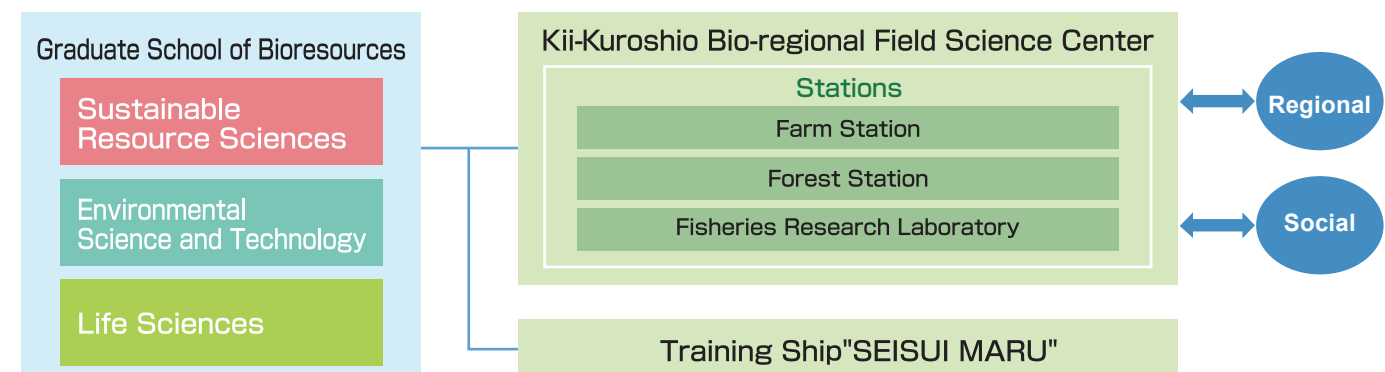 Graduate School of Bioresources
Sustainable
Resource Sciences
Environmental
Science and Technology
Life Sciences
Kii-Kuroshio Bio-regional Field Science Center
Stations
Farm Station
Forest Station
Fisheries Research Laboratory
Training Ship"SEISUI MARU"
Regional
Social